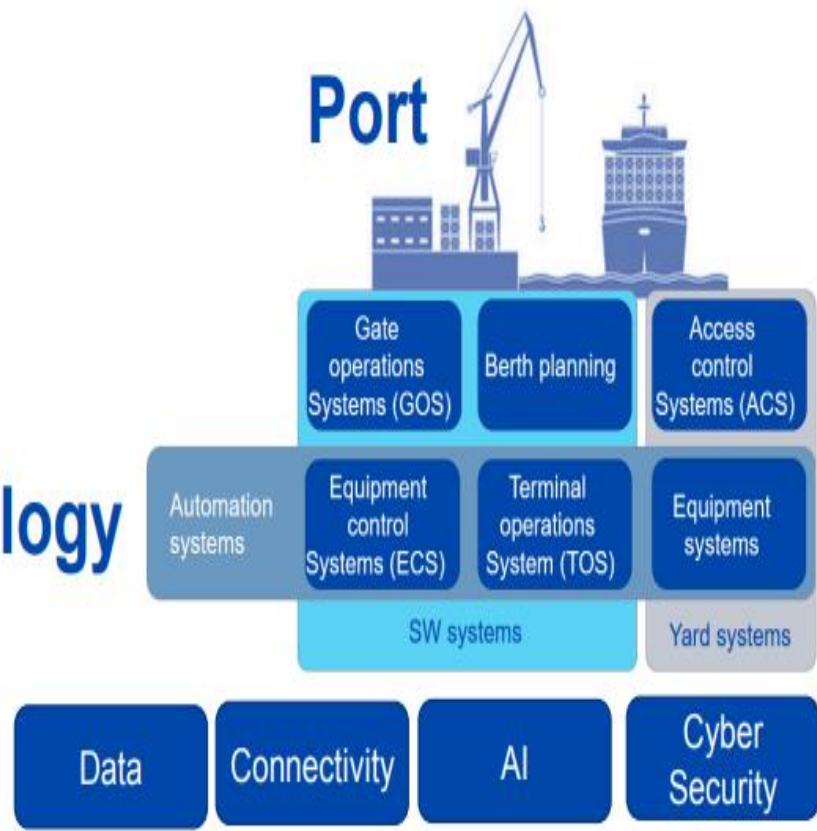 Port
Gate
operations
Systems (GOS)
Berth planning
Access
control
Systems (ACS)
logy
Automation
systems
Equipment
control
Systems (ECS)
Terminal
operations
System (TOS)
Equipment
systems
SW systems
Yard systems
Data
Connectivity
AI
Cyber
Security